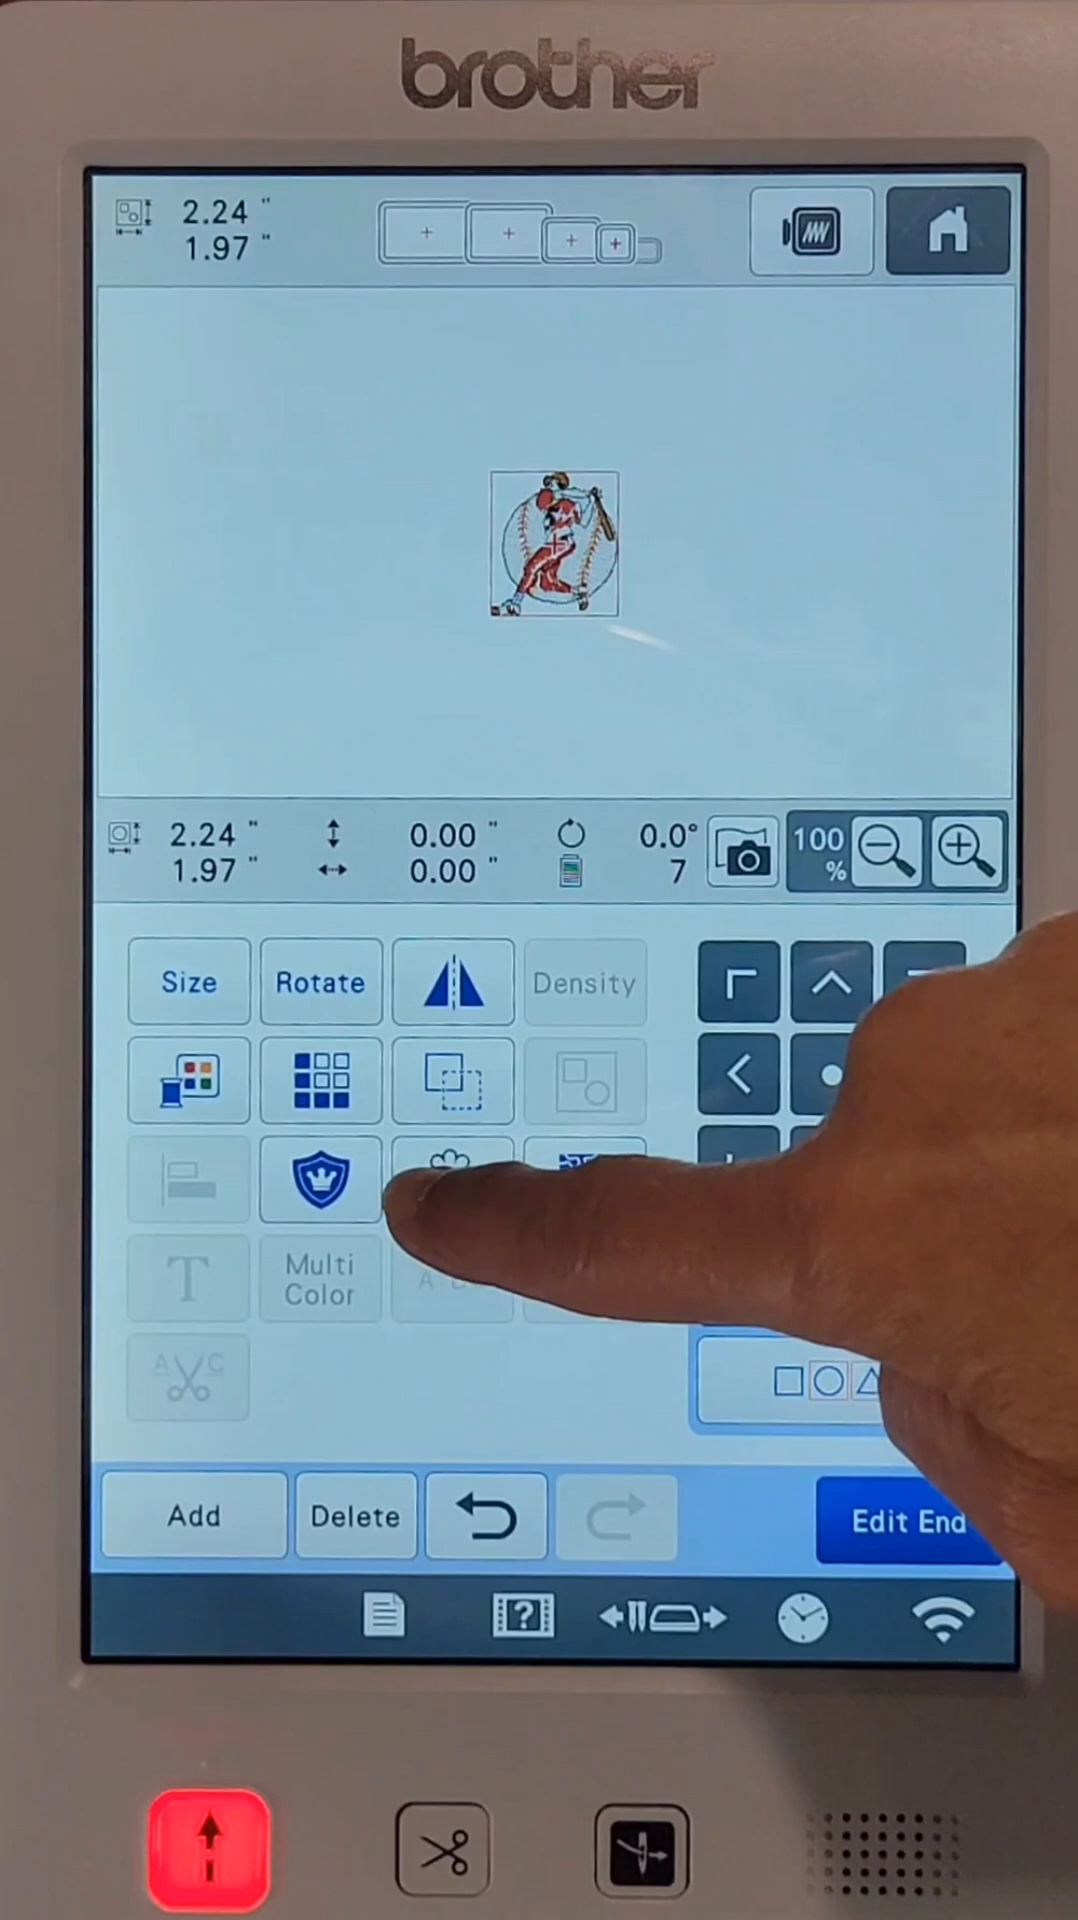 brother
2.24 "
1.97 "
2.24 " 0.00 " 0.0° 100
1.97 " 0.00 " 7 %
Size Rotate Density
T Multi
Color
A C
Add Delete Edit End
?